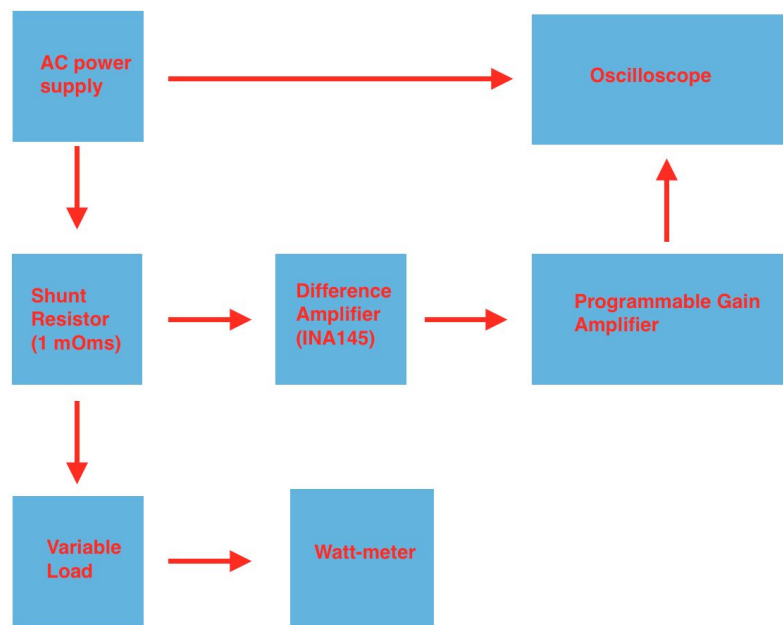 AC power
supply
Oscilloscope
Shunt
Resistor
(1 mOms)
Difference
Amplifier
(INA145)
Programmable Gain
Amplifier
Variable
Load
Watt-meter